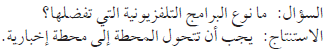 السؤال: ما نوع البرامج التلفزيونية التي تفضلها؟
الاستنتاج: يجب أن تتحول المحطة إلى محطة إخبارية.